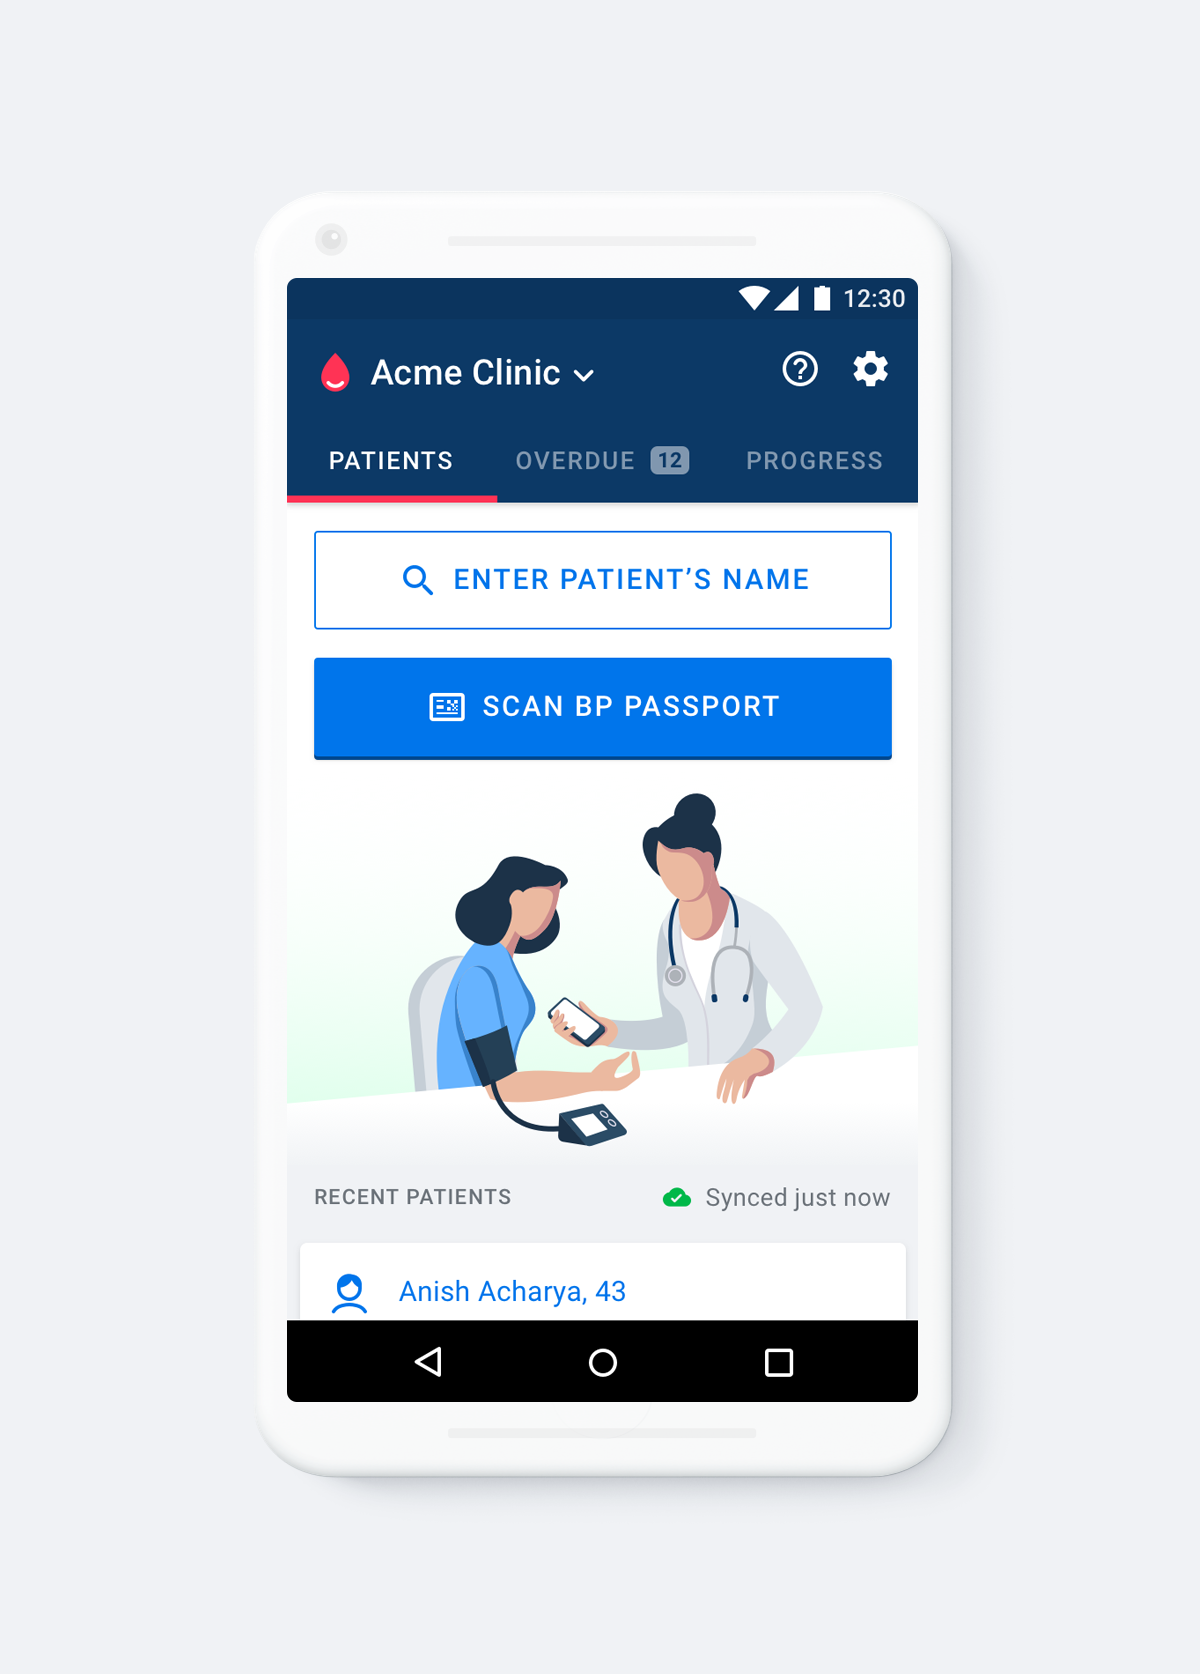 12:30
Acme Clinic
PATIENTS OVERDUE 12 PROGRESS
ENTER PATIENT’S NAME
SCAN BP PASSPORT
RECENT PATIENTS Synced just now
Anish Acharya, 43